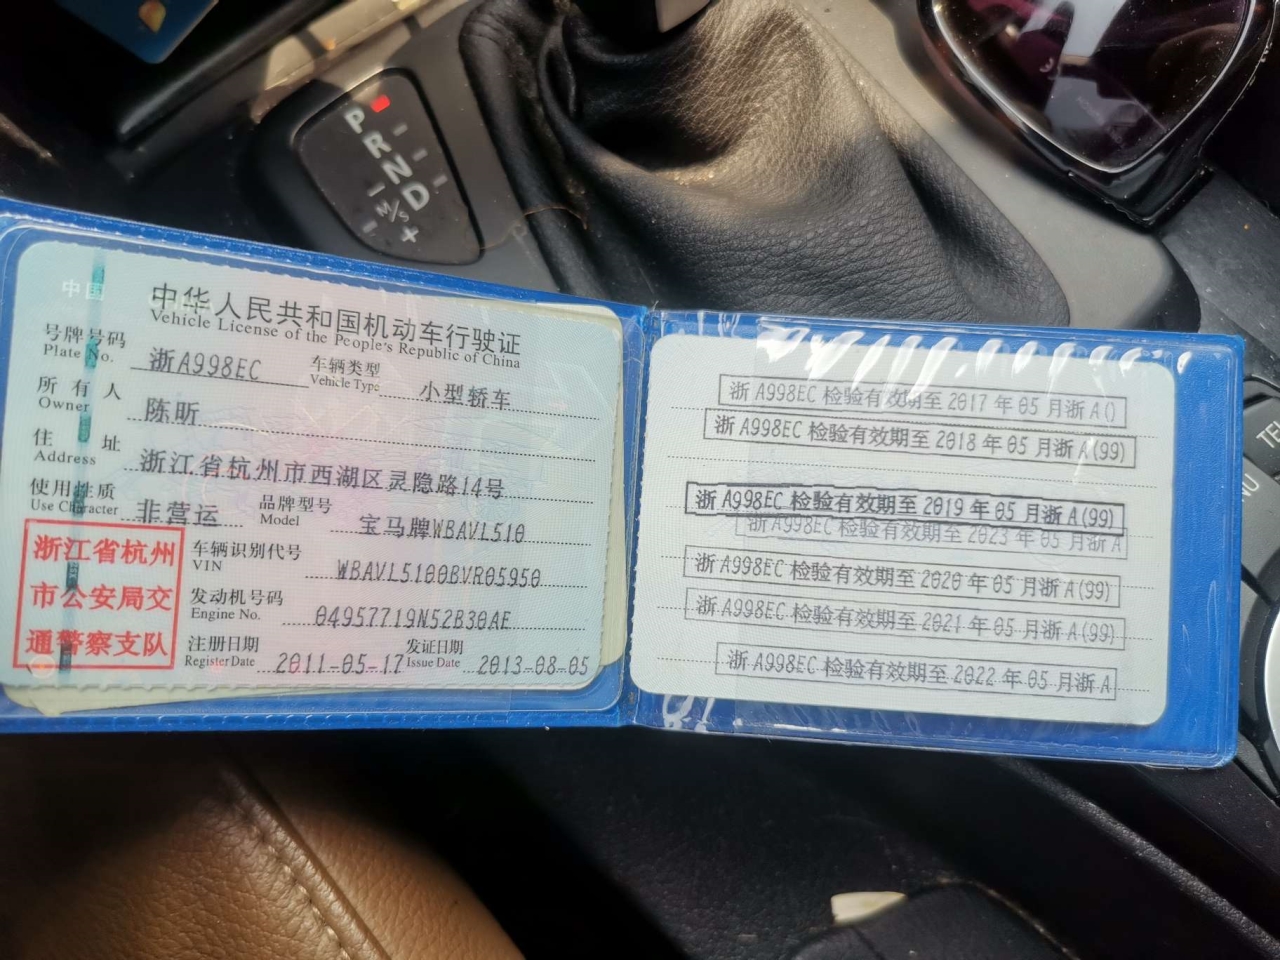 P
R
N
D
M/S
+
-
中国
中华人民共和国机动车行驶证
Vehicle License of the People's Republic of China
号牌号码 浙A998EC 车辆类型 小型轿车
Plate No. Vehicle Type
所有人 陈昕
Owner
住址 浙江省杭州市西湖区灵隐路14号
Address
使用性质 非营运 品牌型号 宝马牌WBAVL510
Use Character Model
浙江省杭州
市公安局交
通警察支队
车辆识别代号 WBAVL5100BVR05950
VIN
发动机号码 04957719N52B30AE
Engine No.
注册日期 2011-05-17 发证日期 2013-08-05
Register Date Issue Date
浙A998EC 检验有效期至 2017 年 05 月浙A()
浙A998EC 检验有效期至 2018 年 05 月浙A(99)
浙A998EC 检验有效期至 2019 年 05 月浙A(99)
浙A998EC 检验有效期至 2023 年 05 月浙A
浙A998EC 检验有效期至 2020 年 05 月浙A(99)
浙A998EC 检验有效期至 2021 年 05 月浙A(99)
浙A998EC 检验有效期至 2022 年 05 月浙A